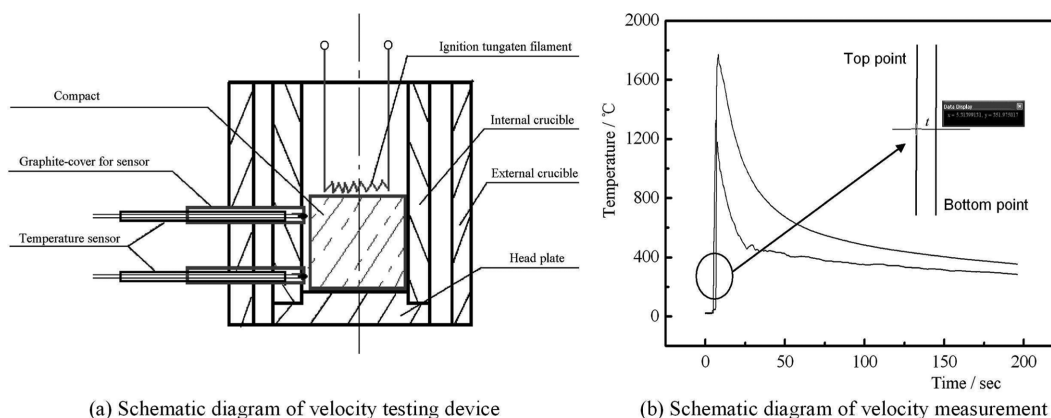 Ignition tungaten filament
Compact
Internal crucible
Graphite-cover for sensor
External crucible
Temperature sensor
Head plate
(a) Schematic diagram of velocity testing device
2000
1600
1200
800
400
0
Temperature / °C
Top point
Data Display
t
Bottom point
0
50
100
150
200
Time / sec
(b) Schematic diagram of velocity measurement